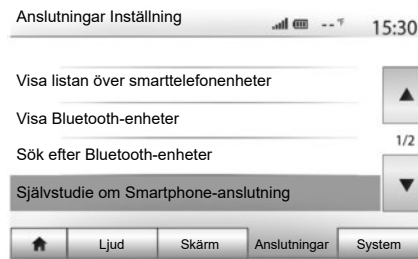 Anslutningar Inställning
-- °F
15:30
Visa listan över smarttelefonenheter
Visa Bluetooth-enheter
Sök efter Bluetooth-enheter
1/2
Självstudie om Smartphone-anslutning
Ljud Skärm Anslutningar System